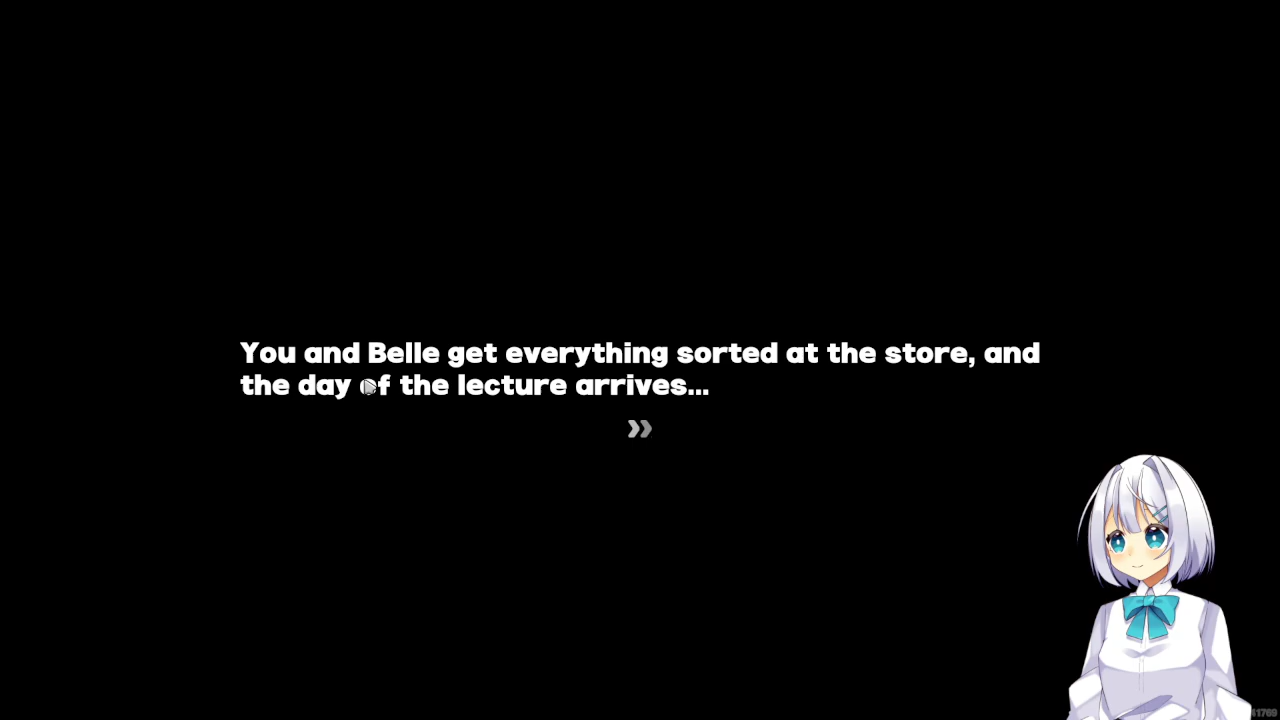 You and Belle get everything sorted at the store, and
the day of the lecture arrives...